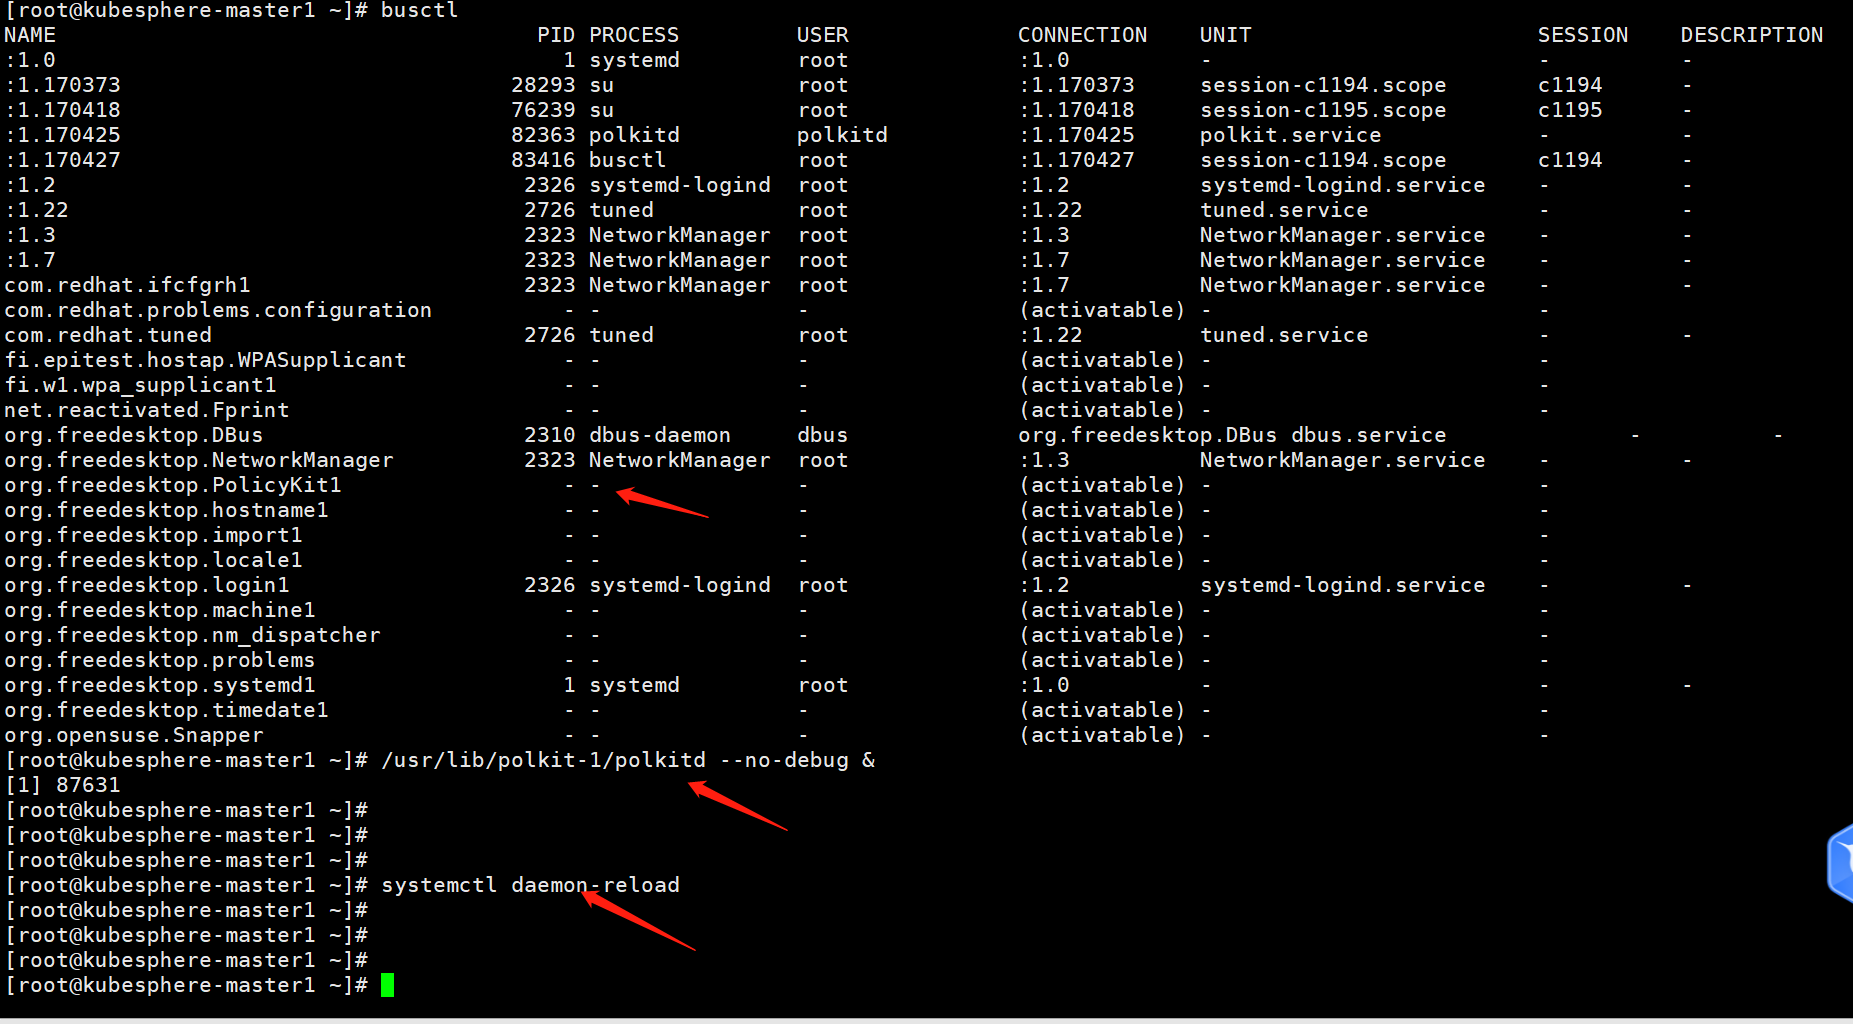 [root@kubesphere-master1 ~]# busctl
NAME PID PROCESS USER CONNECTION UNIT SESSION DESCRIPTION
:1.0 1 systemd root :1.0 - - -
:1.170373 28293 su root :1.170373 session-c1194.scope c1194 -
:1.170418 76239 su root :1.170418 session-c1195.scope c1195 -
:1.170425 82363 polkitd polkitd :1.170425 polkit.service - -
:1.170427 83416 busctl root :1.170427 session-c1194.scope c1194 -
:1.2 2326 systemd-logind root :1.2 systemd-logind.service - -
:1.22 2726 tuned root :1.22 tuned.service - -
:1.3 2323 NetworkManager root :1.3 NetworkManager.service - -
:1.7 2323 NetworkManager root :1.7 NetworkManager.service - -
com.redhat.ifcfgrh1 2323 NetworkManager root :1.7 NetworkManager.service - -
com.redhat.problems.configuration - - - (activatable) - -
com.redhat.tuned 2726 tuned root :1.22 tuned.service - -
fi.epitest.hostap.WPASupplicant - - - (activatable) - -
fi.w1.wpa_supplicant1 - - - (activatable) - -
net.reactivated.Fprint - - - (activatable) - -
org.freedesktop.DBus 2310 dbus-daemon dbus org.freedesktop.DBus dbus.service - -
org.freedesktop.NetworkManager 2323 NetworkManager root :1.3 NetworkManager.service - -
org.freedesktop.PolicyKit1 - - - (activatable) - -
org.freedesktop.hostname1 - - - (activatable) - -
org.freedesktop.import1 - - - (activatable) - -
org.freedesktop.locale1 - - - (activatable) - -
org.freedesktop.login1 2326 systemd-logind root :1.2 systemd-logind.service - -
org.freedesktop.machine1 - - - (activatable) - -
org.freedesktop.nm_dispatcher - - - (activatable) - -
org.freedesktop.problems - - - (activatable) - -
org.freedesktop.systemd1 1 systemd root :1.0 - - -
org.freedesktop.timedate1 - - - (activatable) - -
org.opensuse.Snapper - - - (activatable) - -
[root@kubesphere-master1 ~]# /usr/lib/polkit-1/polkitd --no-debug &
[1] 87631
[root@kubesphere-master1 ~]#
[root@kubesphere-master1 ~]#
[root@kubesphere-master1 ~]#
[root@kubesphere-master1 ~]# systemctl daemon-reload
[root@kubesphere-master1 ~]#
[root@kubesphere-master1 ~]#
[root@kubesphere-master1 ~]#
[root@kubesphere-master1 ~]#